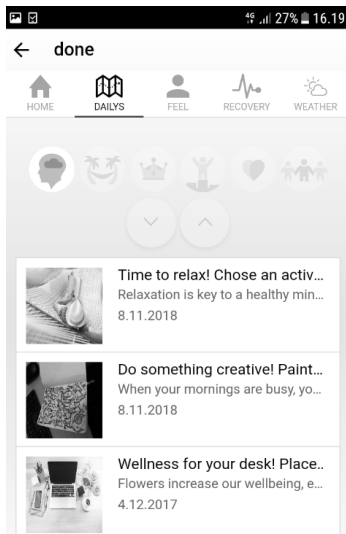 4G 27% 16.19
done
HOME DAILYS FEEL RECOVERY WEATHER
Time to relax! Chose an activ...
Relaxation is key to a healthy min...
8.11.2018
Do something creative! Paint...
When your mornings are busy, yo...
8.11.2018
Wellness for your desk! Place..
Flowers increase our wellbeing, e...
4.12.2017